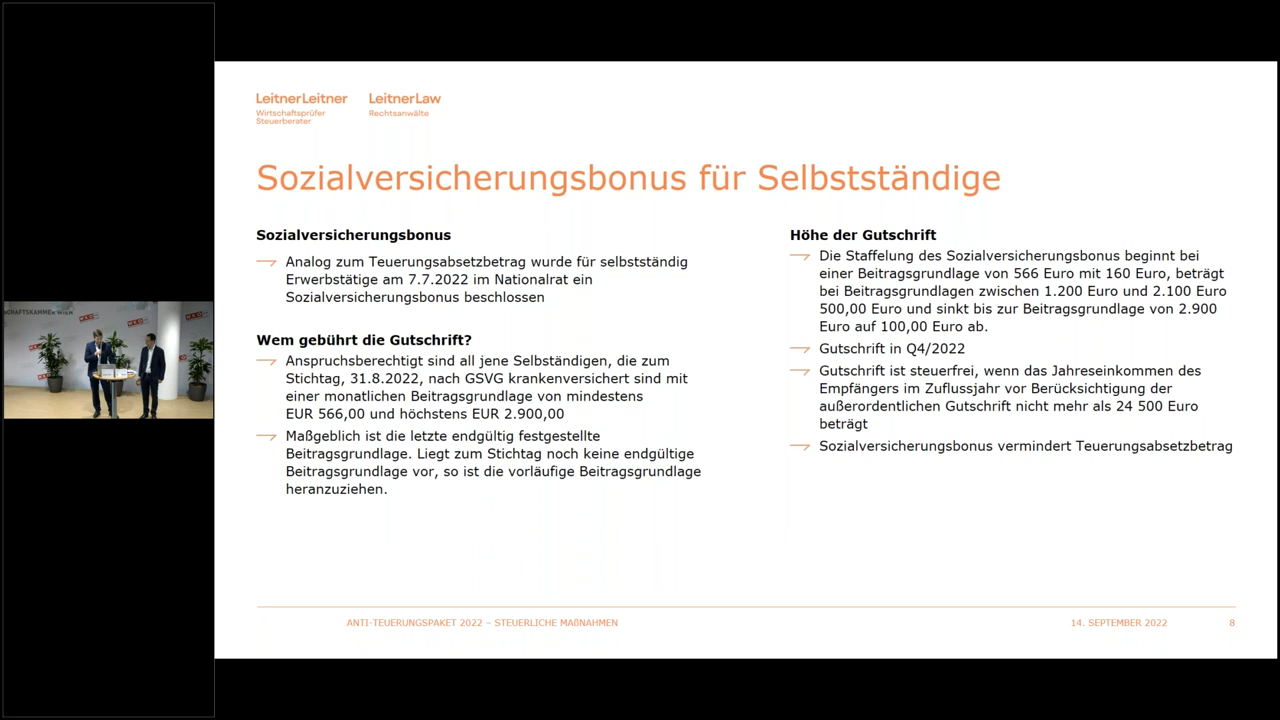 LeitnerLeitner
Wirtschaftsprüfer
Steuerberater
LeitnerLaw
Rechtsanwälte
Sozialversicherungsbonus für Selbstständige
Sozialversicherungsbonus
Analog zum Teuerungsabsetzbetrag wurde für selbstständig
Erwerbstätige am 7.7.2022 im Nationalrat ein
Sozialversicherungsbonus beschlossen
Wem gebührt die Gutschrift?
Anspruchsberechtigt sind all jene Selbständigen, die zum
Stichtag, 31.8.2022, nach GSVG krankenversichert sind mit
einer monatlichen Beitragsgrundlage von mindestens
EUR 566,00 und höchstens EUR 2.900,00
Maßgeblich ist die letzte endgültig festgestellte
Beitragsgrundlage. Liegt zum Stichtag noch keine endgültige
Beitragsgrundlage vor, so ist die vorläufige Beitragsgrundlage
heranzuziehen.
Höhe der Gutschrift
Die Staffelung des Sozialversicherungsbonus beginnt bei
einer Beitragsgrundlage von 566 Euro mit 160 Euro, beträgt
bei Beitragsgrundlagen zwischen 1.200 Euro und 2.100 Euro
500,00 Euro und sinkt bis zur Beitragsgrundlage von 2.900
Euro auf 100,00 Euro ab.
Gutschrift in Q4/2022
Gutschrift ist steuerfrei, wenn das Jahreseinkommen des
Empfängers im Zuflussjahr vor Berücksichtigung der
außerordentlichen Gutschrift nicht mehr als 24 500 Euro
beträgt
Sozialversicherungsbonus vermindert Teuerungsabsetzbetrag
ANTI-TEUERUNGSPAKET 2022 – STEUERLICHE MAßNAHMEN
14. SEPTEMBER 2022
8